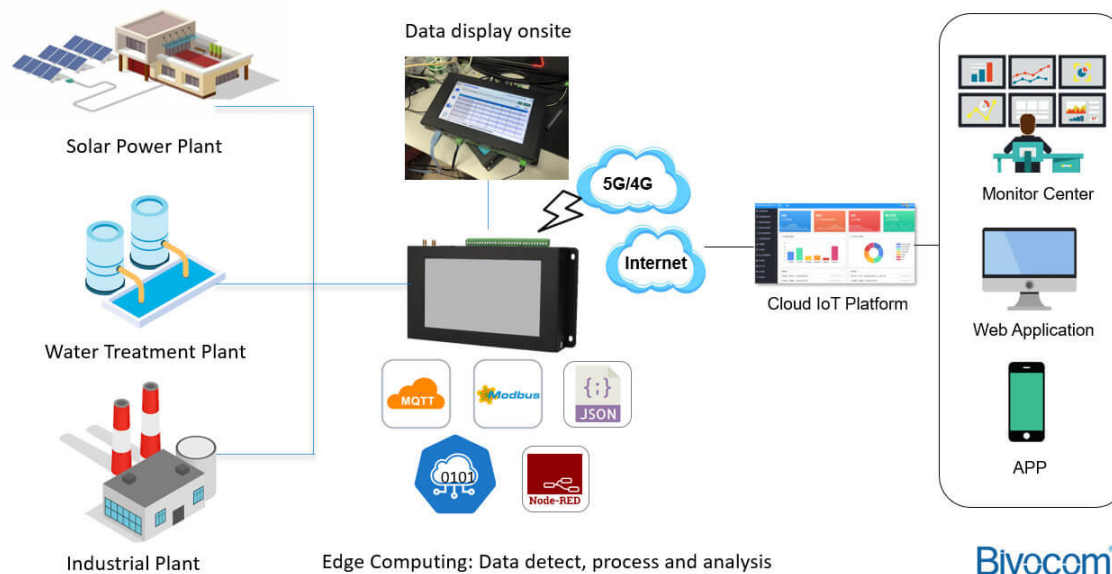 Data display onsite
Solar Power Plant
5G/4G
Internet
Monitor Center
Cloud IoT Platform
Web Application
Water Treatment Plant
MQTT
Modbus
{;}
JSON
0101
Node-RED
APP
Industrial Plant
Edge Computing: Data detect, process and analysis
Bivocom